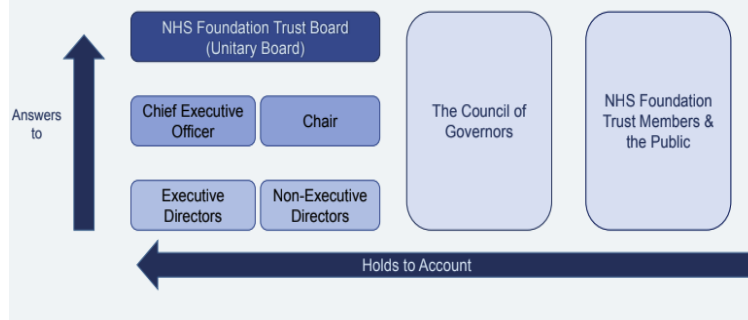 NHS Foundation Trust Board
(Unitary Board)
Answers
to
Chief Executive
Officer
Chair
Executive
Directors
Non-Executive
Directors
The Council of
Governors
NHS Foundation
Trust Members &
the Public
Holds to Account